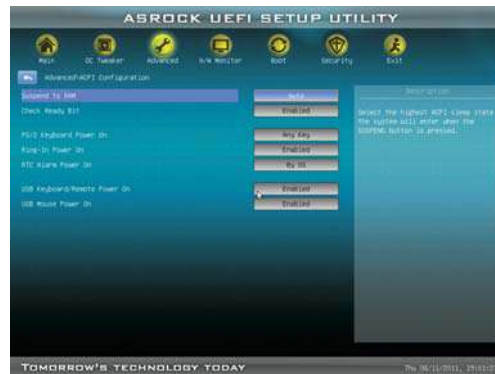 ASROCK UEFI SETUP UTILITY
Main OC Tweaker Advanced H/W Monitor Boot Security Exit
Advanced\ACPI Configuration
Suspend to RAM Auto
Check Ready Bit Enabled
PS/2 Keyboard Power On Any Key
Ring-In Power On Enabled
RTC Alarm Power On By OS
USB Keyboard/Remote Power On Enabled
USB Mouse Power On Enabled
Description
Select the highest ACPI sleep state
the system will enter when the
SUSPEND button is pressed.
TOMORROW'S TECHNOLOGY TODAY